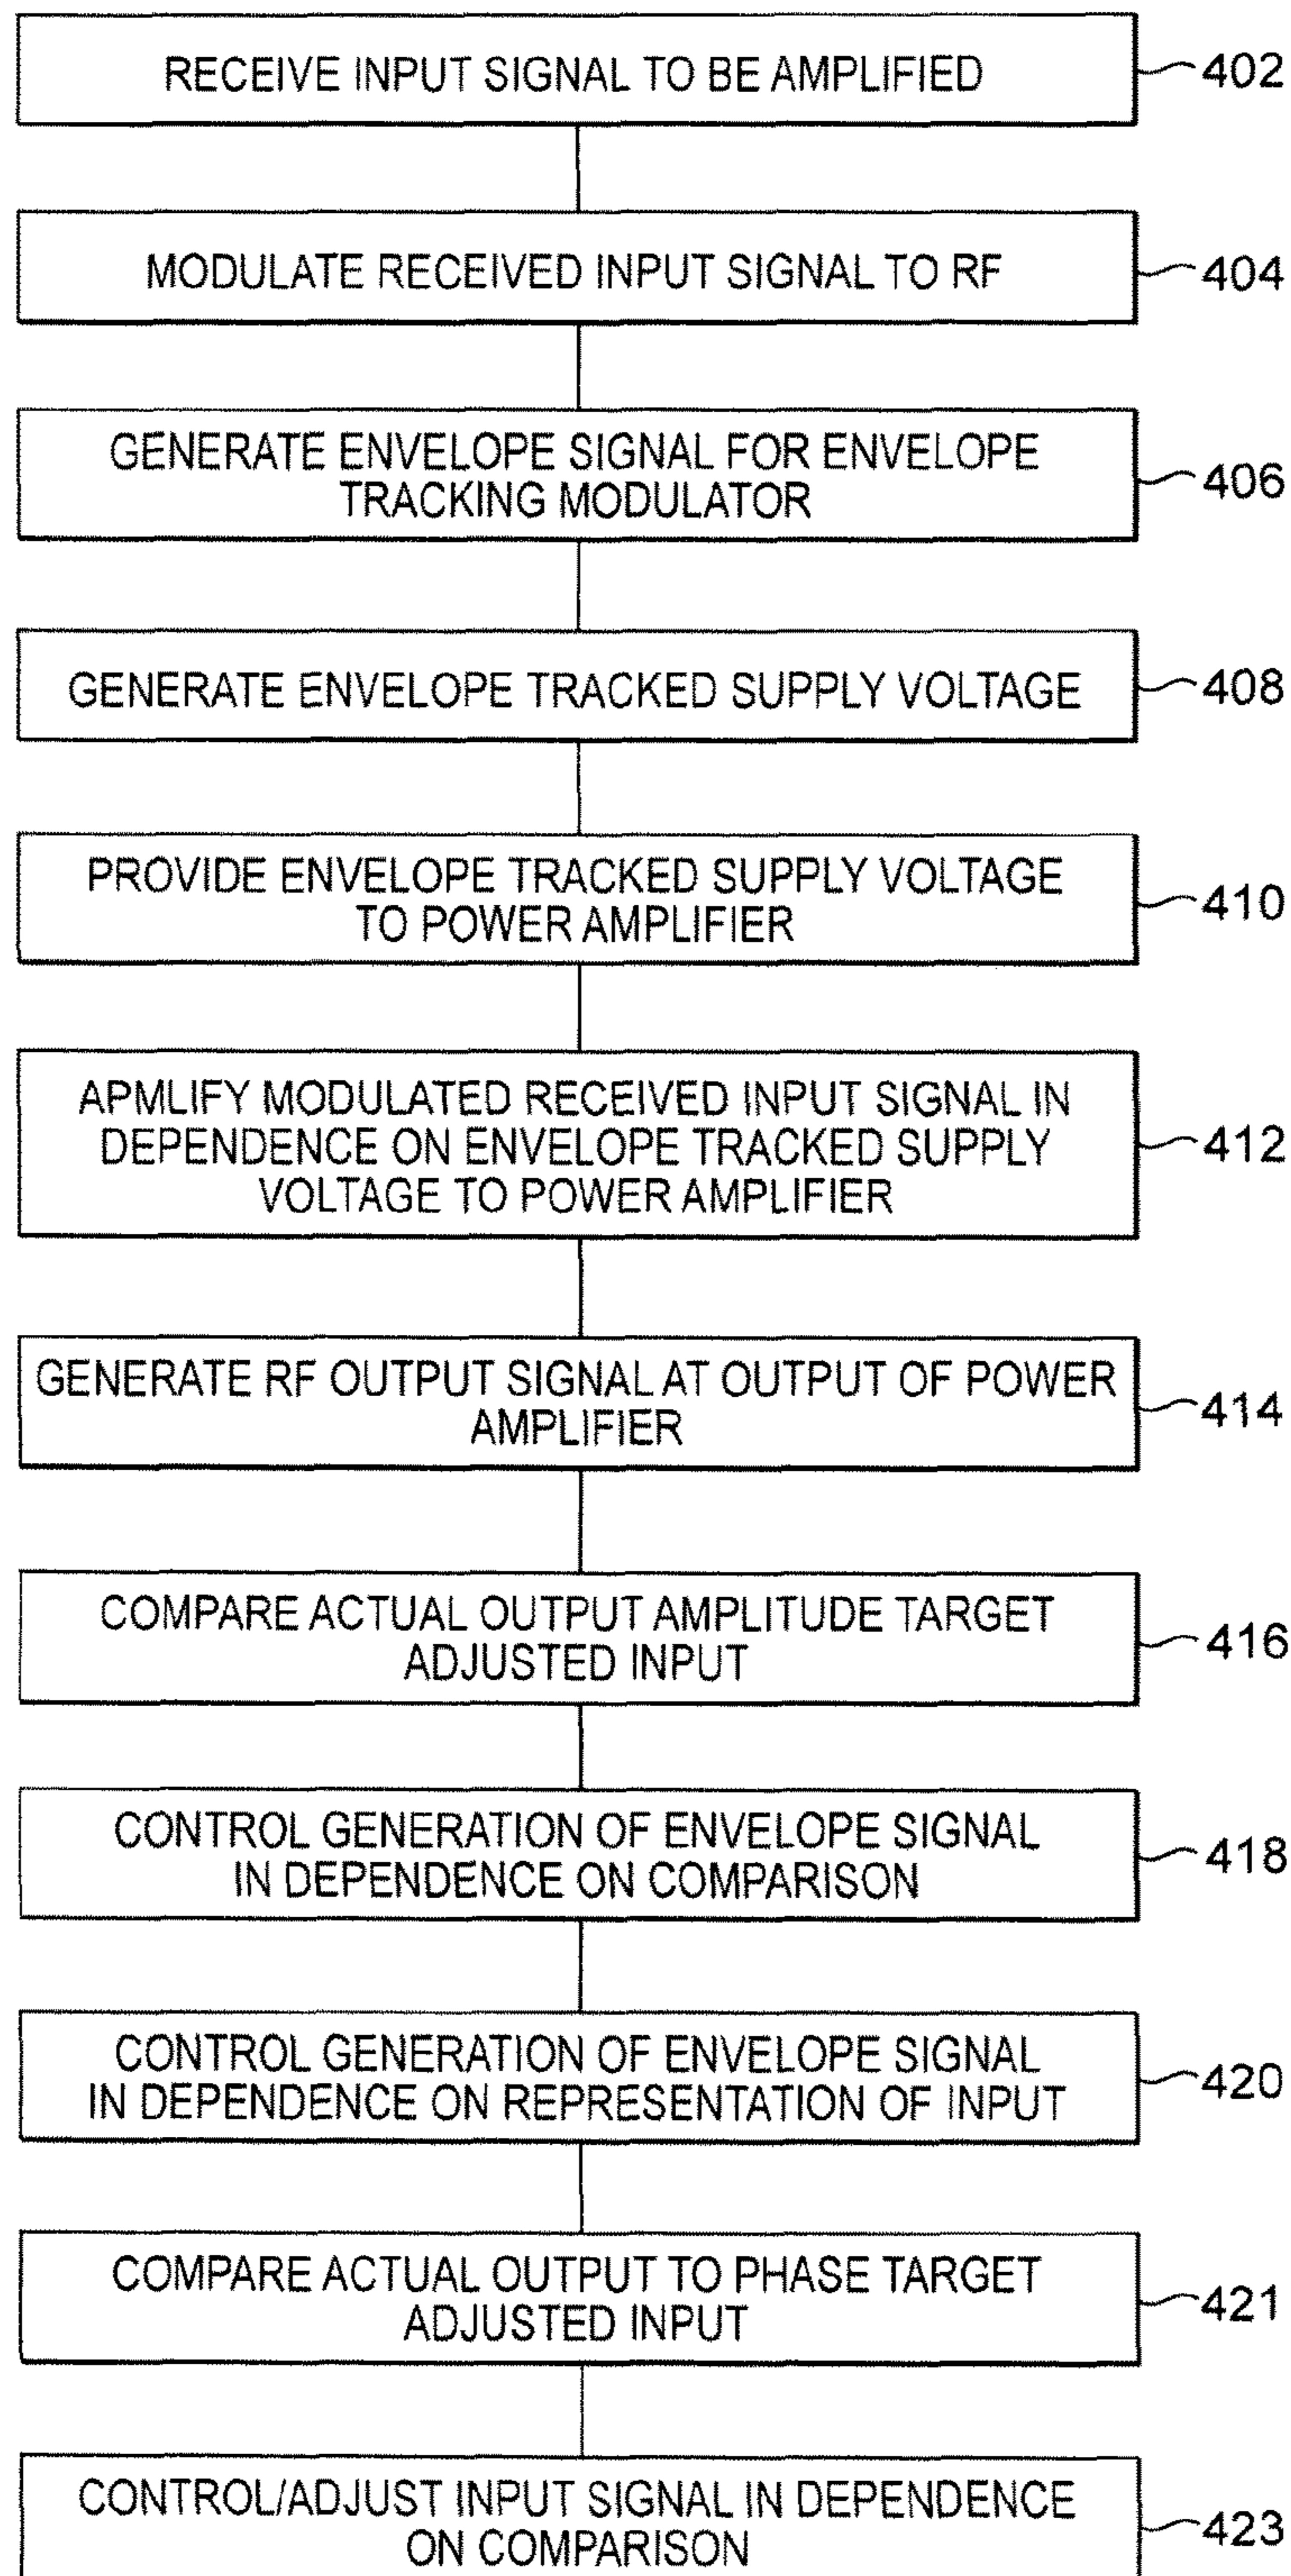 RECEIVE INPUT SIGNAL TO BE AMPLIFIED
402
MODULATE RECEIVED INPUT SIGNAL TO RF
404
GENERATE ENVELOPE SIGNAL FOR ENVELOPE
TRACKING MODULATOR
406
GENERATE ENVELOPE TRACKED SUPPLY VOLTAGE
408
PROVIDE ENVELOPE TRACKED SUPPLY VOLTAGE
TO POWER AMPLIFIER
410
APMLIFY MODULATED RECEIVED INPUT SIGNAL IN
DEPENDENCE ON ENVELOPE TRACKED SUPPLY
VOLTAGE TO POWER AMPLIFIER
412
GENERATE RF OUTPUT SIGNAL AT OUTPUT OF POWER
AMPLIFIER
414
COMPARE ACTUAL OUTPUT AMPLITUDE TARGET
ADJUSTED INPUT
416
CONTROL GENERATION OF ENVELOPE SIGNAL
IN DEPENDENCE ON COMPARISON
418
CONTROL GENERATION OF ENVELOPE SIGNAL
IN DEPENDENCE ON REPRESENTATION OF INPUT
420
COMPARE ACTUAL OUTPUT TO PHASE TARGET
ADJUSTED INPUT
421
CONTROL/ADJUST INPUT SIGNAL IN DEPENDENCE
ON COMPARISON
423